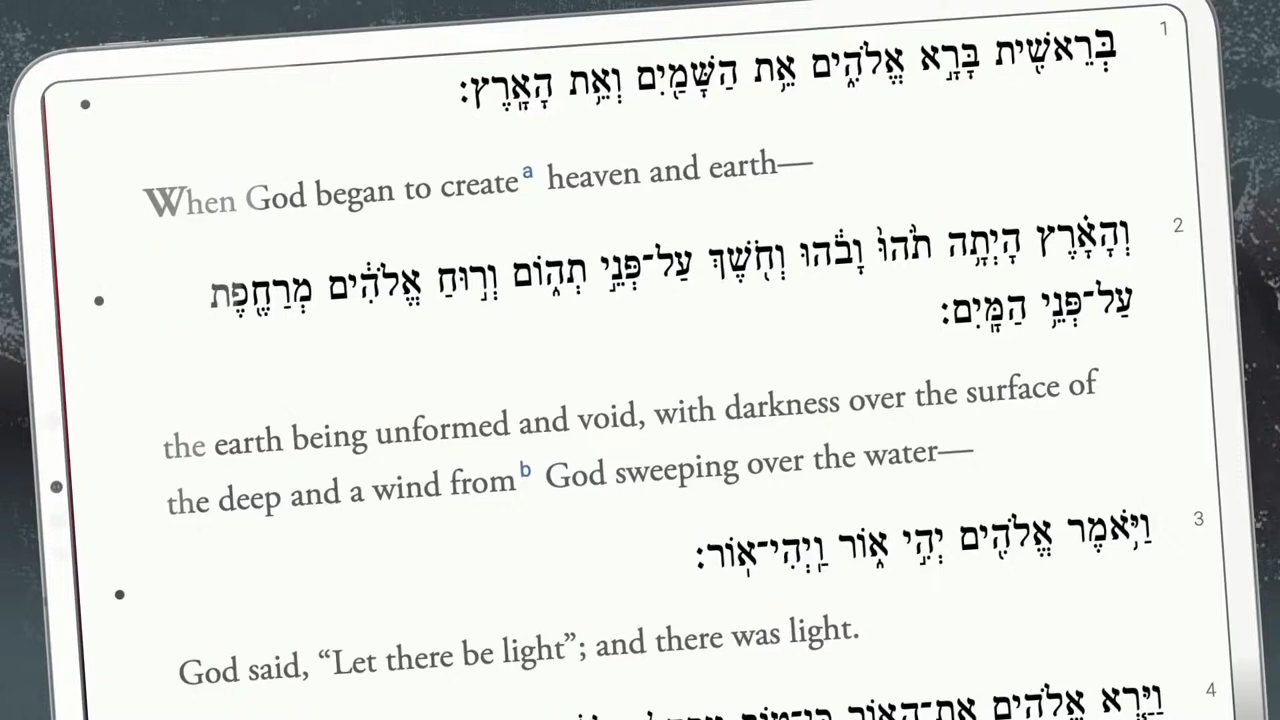 בְּרֵאשִׁ֖ית בָּרָ֣א אֱלֹהִ֑ים אֵ֥ת הַשָּׁמַ֖יִם וְאֵ֥ת הָאָֽרֶץ׃ 1
When God began to create a heaven and earth—
וְהָאָ֗רֶץ הָיְתָ֥ה תֹ֙הוּ֙ וָבֹ֔הוּ וְחֹ֖שֶׁךְ עַל־פְּנֵ֣י תְה֑וֹם וְר֣וּחַ אֱלֹהִ֔ים מְרַחֶ֖פֶת 2
עַל־פְּנֵ֥י הַמָּֽיִם׃
the earth being unformed and void, with darkness over the surface of
the deep and a wind from b God sweeping over the water—
וַיֹּ֥אמֶר אֱלֹהִ֖ים יְהִ֣י א֑וֹר וַֽיְהִי־אֽוֹר׃ 3
God said, “Let there be light”; and there was light.
וַיַּ֧רְא אֱלֹהִ֛ים אֶת־הָא֖וֹר 4